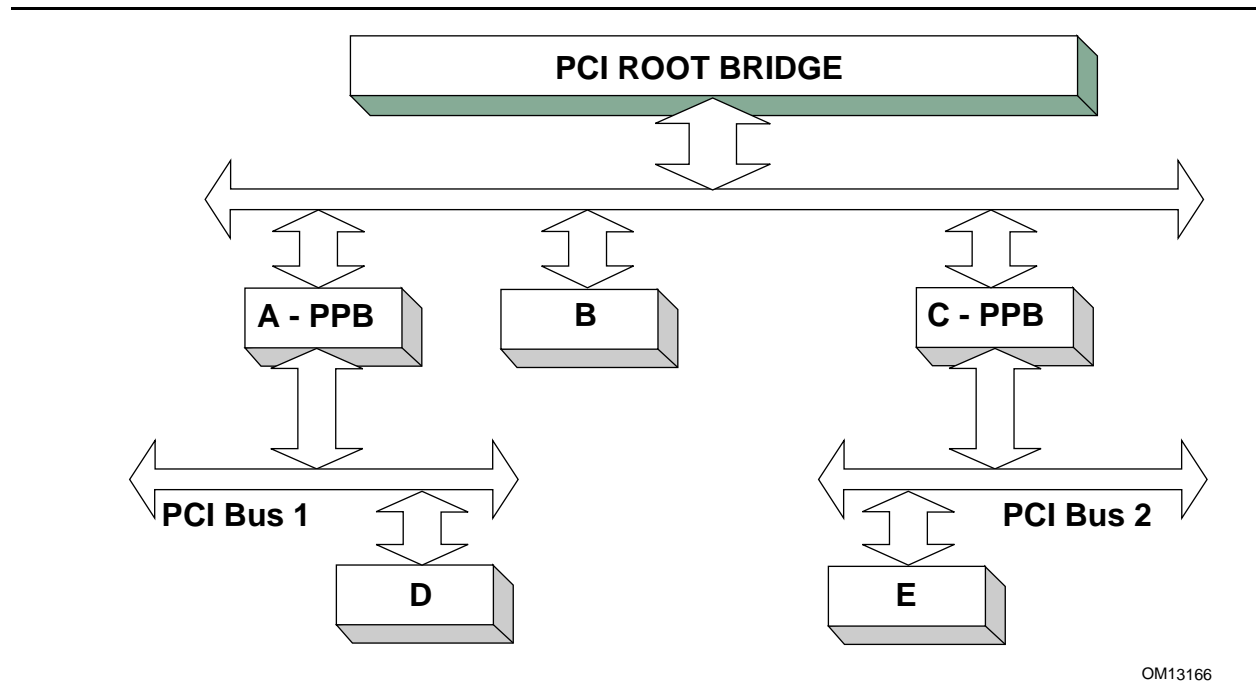 PCI ROOT BRIDGE
A - PPB
B
C - PPB
PCI Bus 1
PCI Bus 2
D
E
OM13166